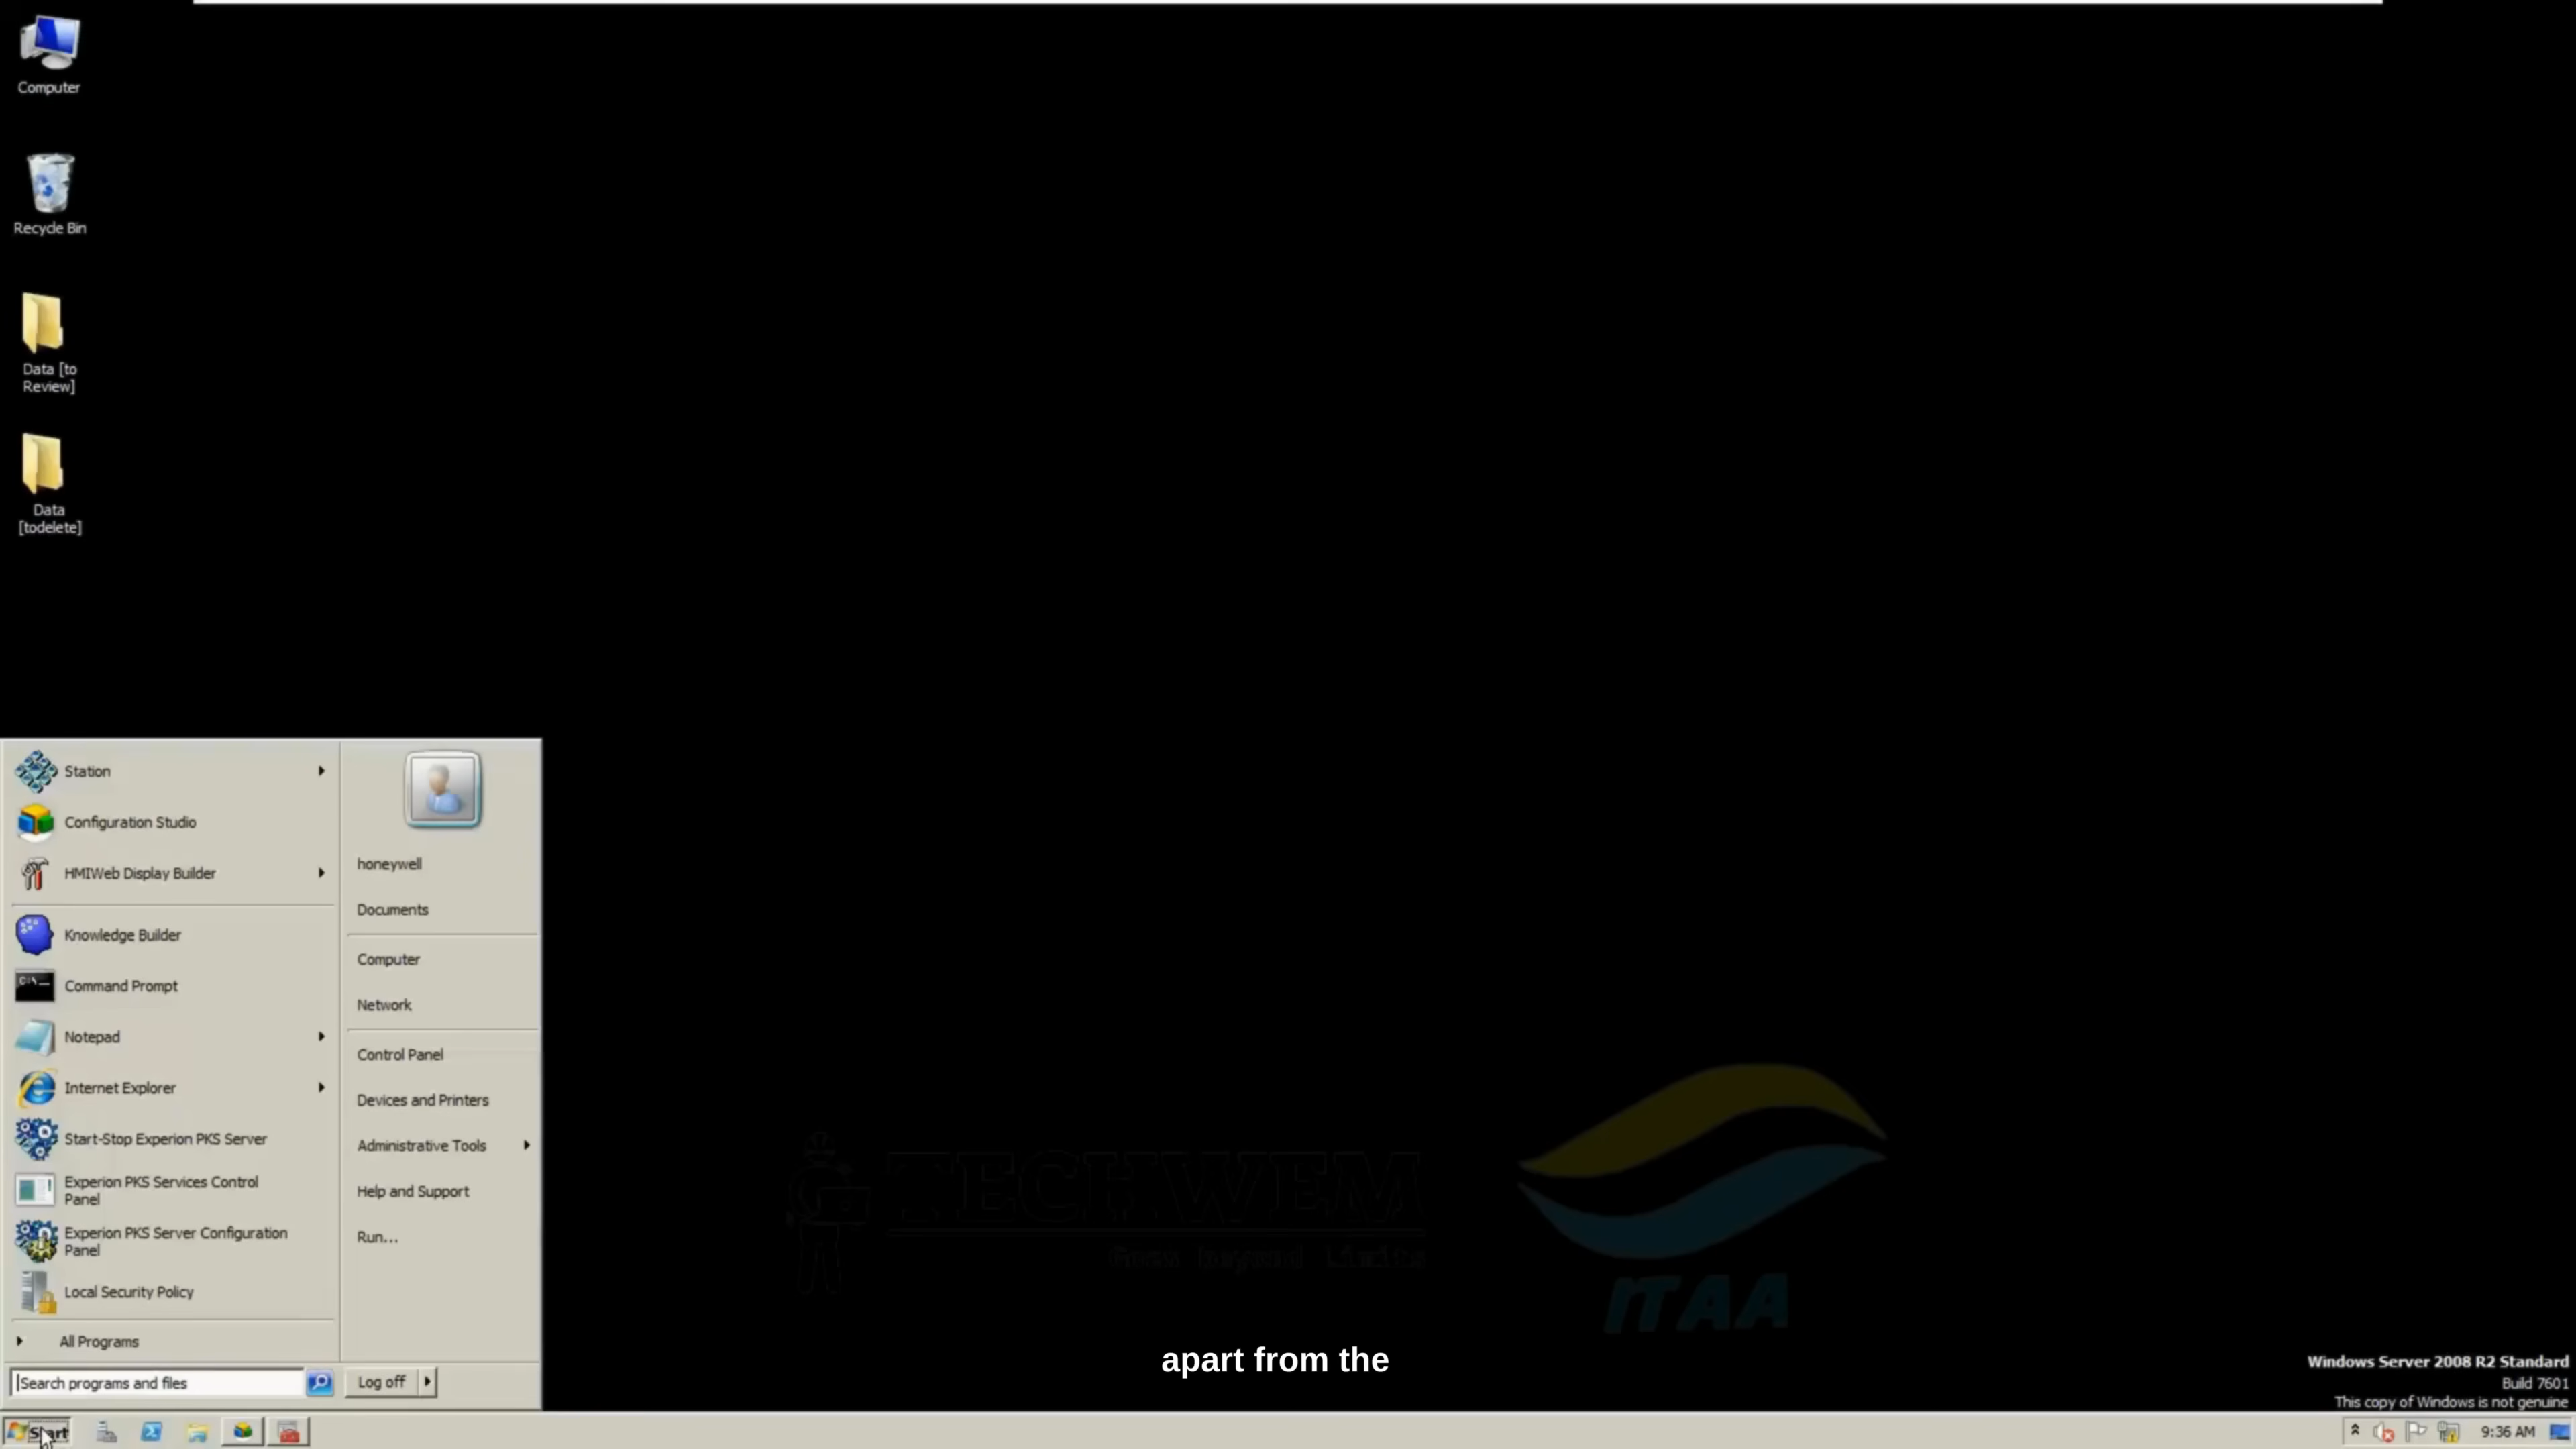 Computer
Recycle Bin
Data [to
Review]
Data
[todelete]
Station
Configuration Studio
HMIWeb Display Builder
Knowledge Builder
Command Prompt
Notepad
Internet Explorer
Start-Stop Experion PKS Server
Experion PKS Services Control
Panel
Experion PKS Server Configuration
Panel
Local Security Policy
All Programs
Search programs and files
honeywell
Documents
Computer
Network
Control Panel
Devices and Printers
Administrative Tools
Help and Support
Run...
Log off
TECHWEM
ITAA
apart from the
Windows Server 2008 R2 Standard
Build 7601
This copy of Windows is not genuine
Start
9:36 AM